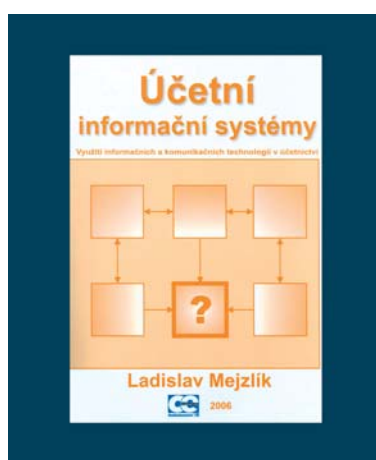 Účetní
informační systémy
Využití informačních a komunikačních technologií v účetnictví
?
Ladislav Mejzlík
2006